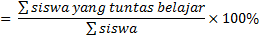 = ∑ siswa yang tuntas belajar / ∑ siswa × 100%